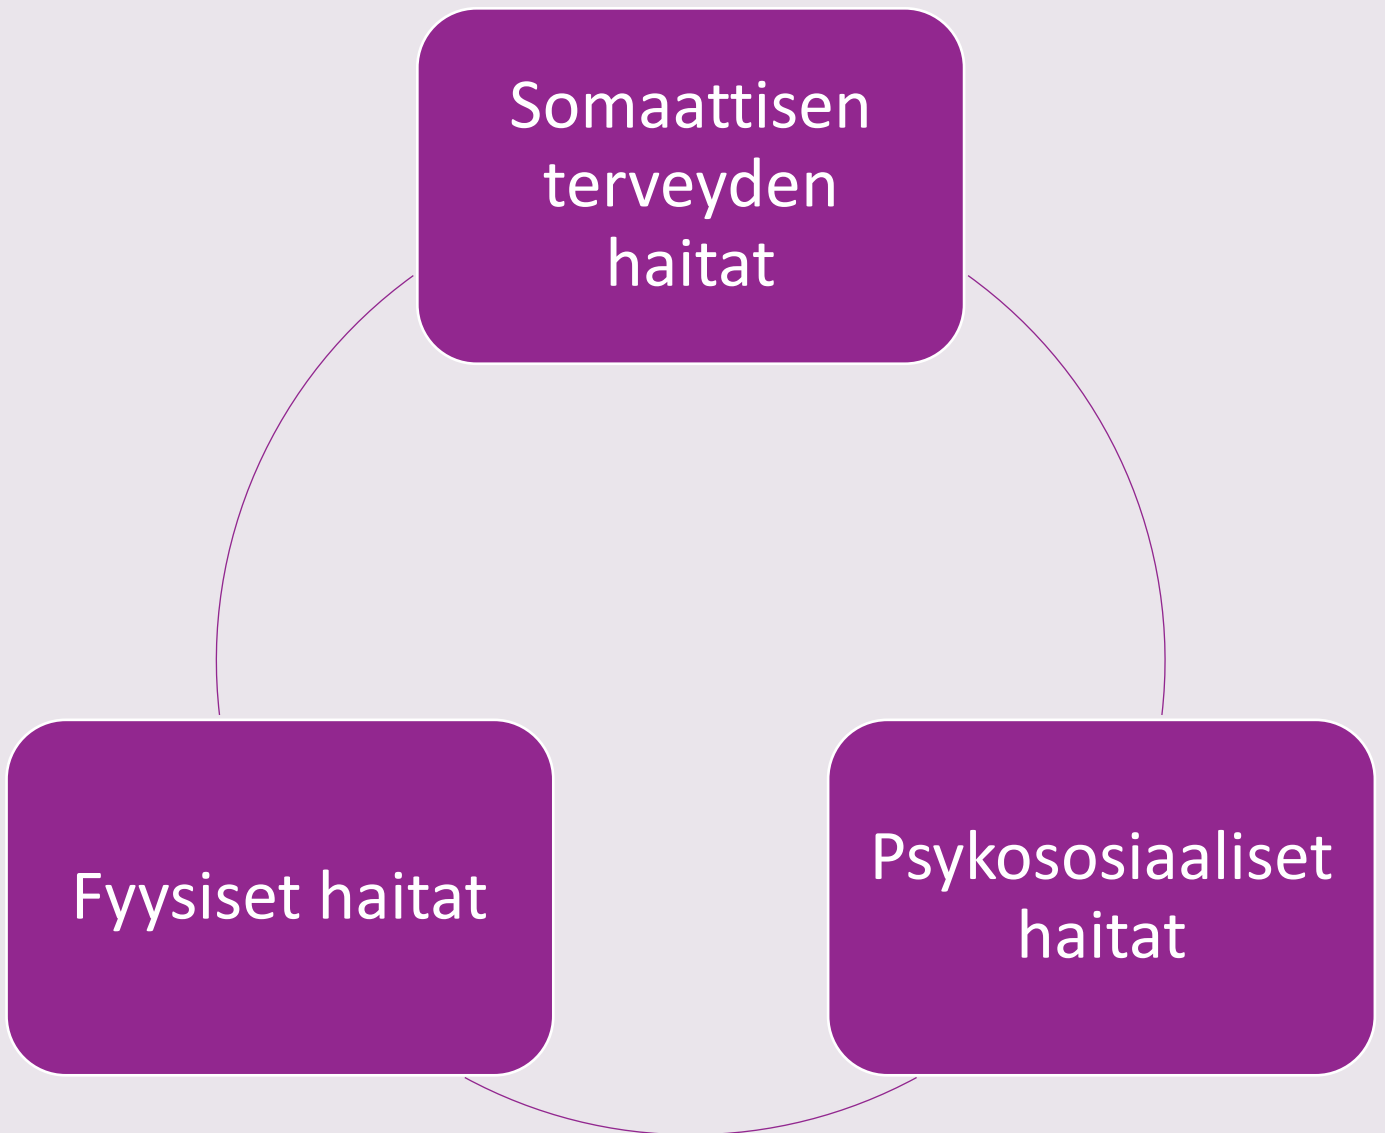 Somaattisen
terveyden
haitat
Fyysiset haitat
Psykososiaaliset
haitat